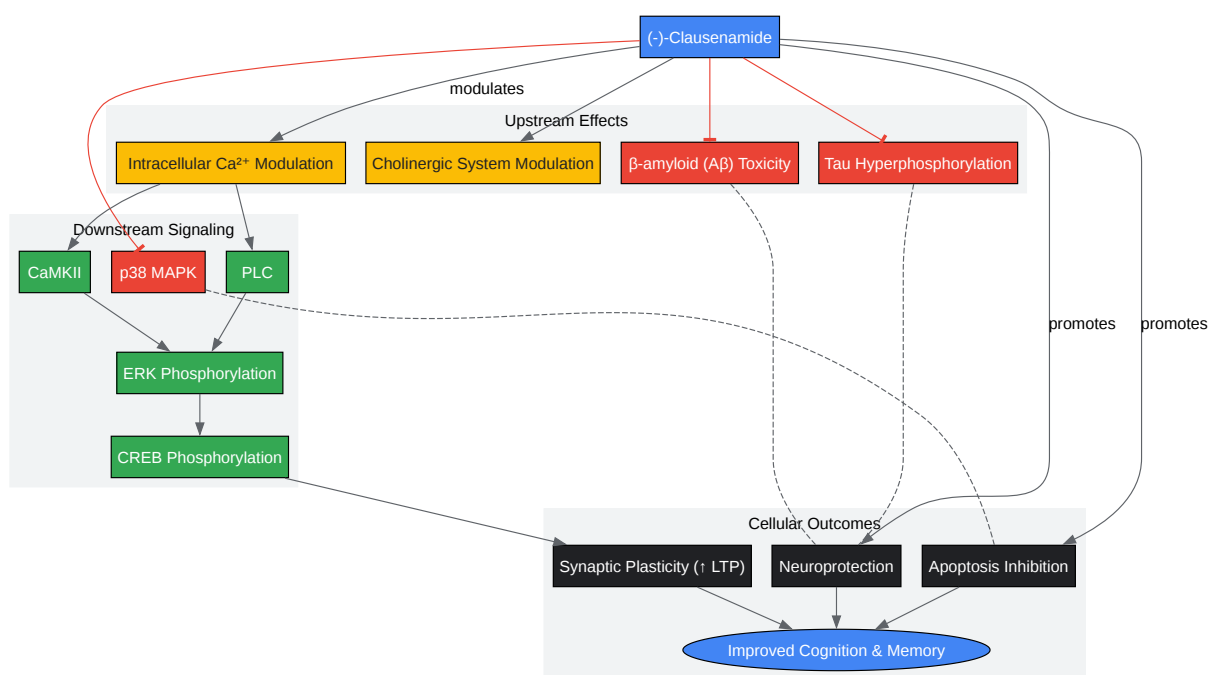 (-)-Clausenamide
modulates
Upstream Effects
Intracellular Ca²⁺ Modulation
Cholinergic System Modulation
β-amyloid (Aβ) Toxicity
Tau Hyperphosphorylation
Downstream Signaling
CaMKII
p38 MAPK
PLC
promotes
promotes
ERK Phosphorylation
CREB Phosphorylation
Cellular Outcomes
Synaptic Plasticity (↑ LTP)
Neuroprotection
Apoptosis Inhibition
Improved Cognition & Memory